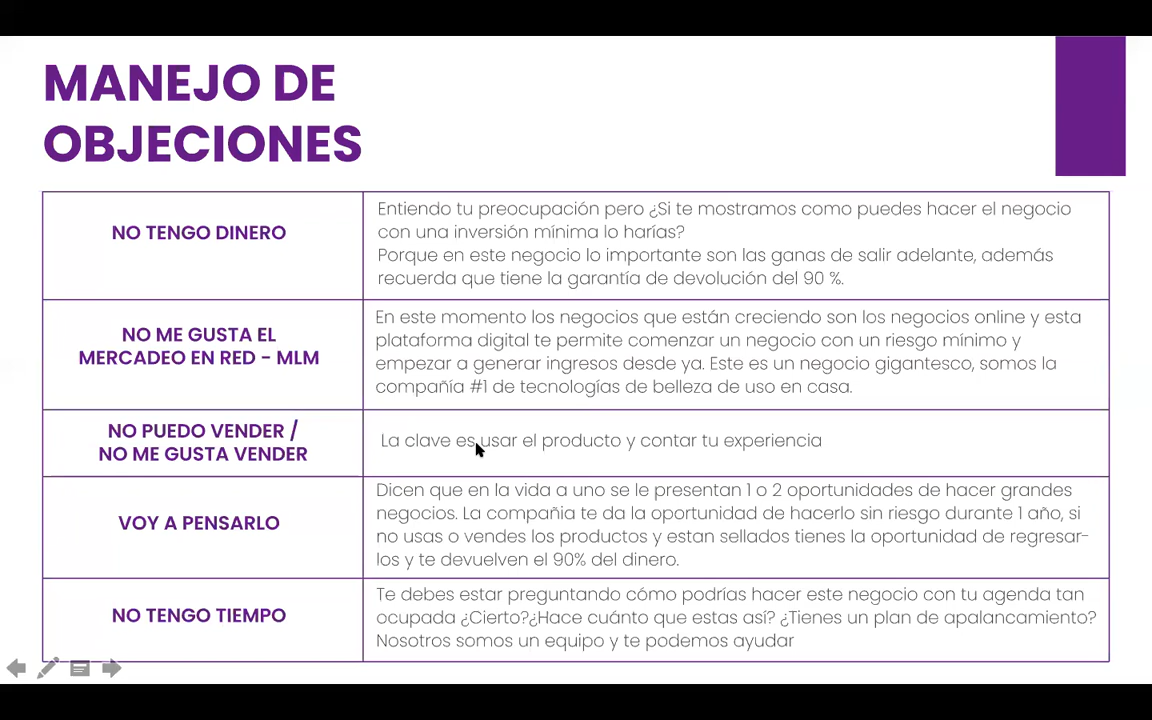 MANEJO DE
OBJECIONES
NO TENGO DINERO
Entiendo tu preocupación pero ¿Si te mostramos como puedes hacer el negocio
con una inversión mínima lo harías?
Porque en este negocio lo importante son las ganas de salir adelante, además
recuerda que tiene la garantía de devolución del 90 %.
NO ME GUSTA EL
MERCADEO EN RED - MLM
En este momento los negocios que están creciendo son los negocios online y esta
plataforma digital te permite comenzar un negocio con un riesgo mínimo y
empezar a generar ingresos desde ya. Este es un negocio gigantesco, somos la
compañía #1 de tecnologías de belleza de uso en casa.
NO PUEDO VENDER /
NO ME GUSTA VENDER
La clave es usar el producto y contar tu experiencia
VOY A PENSARLO
Dicen que en la vida a uno se le presentan 1 o 2 oportunidades de hacer grandes
negocios. La compañia te da la oportunidad de hacerlo sin riesgo durante 1 año, si
no usas o vendes los productos y estan sellados tienes la oportunidad de regresar-
los y te devuelven el 90% del dinero.
NO TENGO TIEMPO
Te debes estar preguntando cómo podrías hacer este negocio con tu agenda tan
ocupada ¿Cierto?¿Hace cuánto que estas así? ¿Tienes un plan de apalancamiento?
Nosotros somos un equipo y te podemos ayudar